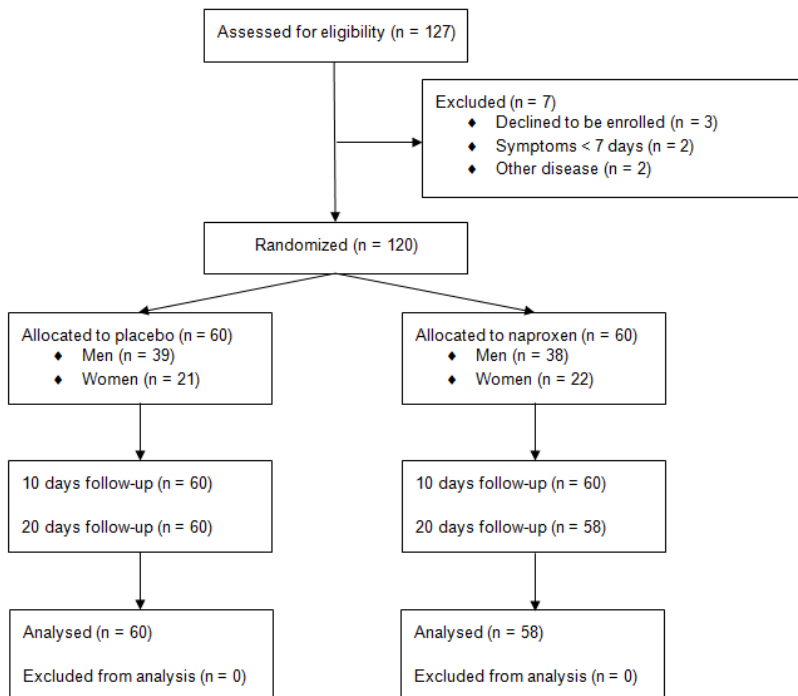 Assessed for eligibility (n = 127)
Excluded (n = 7)
♦ Declined to be enrolled (n = 3)
♦ Symptoms < 7 days (n = 2)
♦ Other disease (n = 2)
Randomized (n = 120)
Allocated to placebo (n = 60)
♦ Men (n = 39)
♦ Women (n = 21)
Allocated to naproxen (n = 60)
♦ Men (n = 38)
♦ Women (n = 22)
10 days follow-up (n = 60)
20 days follow-up (n = 60)
10 days follow-up (n = 60)
20 days follow-up (n = 58)
Analysed (n = 60)
Excluded from analysis (n = 0)
Analysed (n = 58)
Excluded from analysis (n = 0)